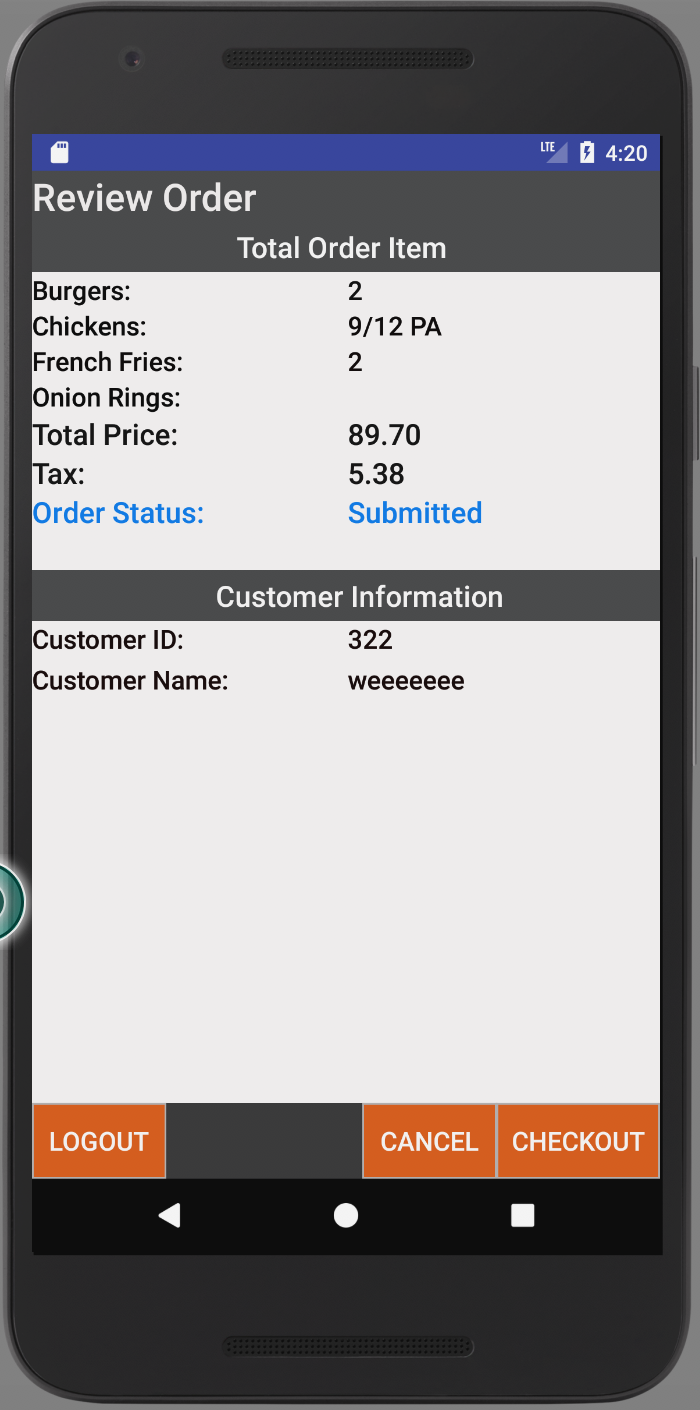 LTE 4:20
Review Order
Total Order Item
Burgers: 2
Chickens: 9/12 PA
French Fries: 2
Onion Rings:
Total Price: 89.70
Tax: 5.38
Order Status: Submitted
Customer Information
Customer ID: 322
Customer Name: weeeeeee
LOGOUT CANCEL CHECKOUT